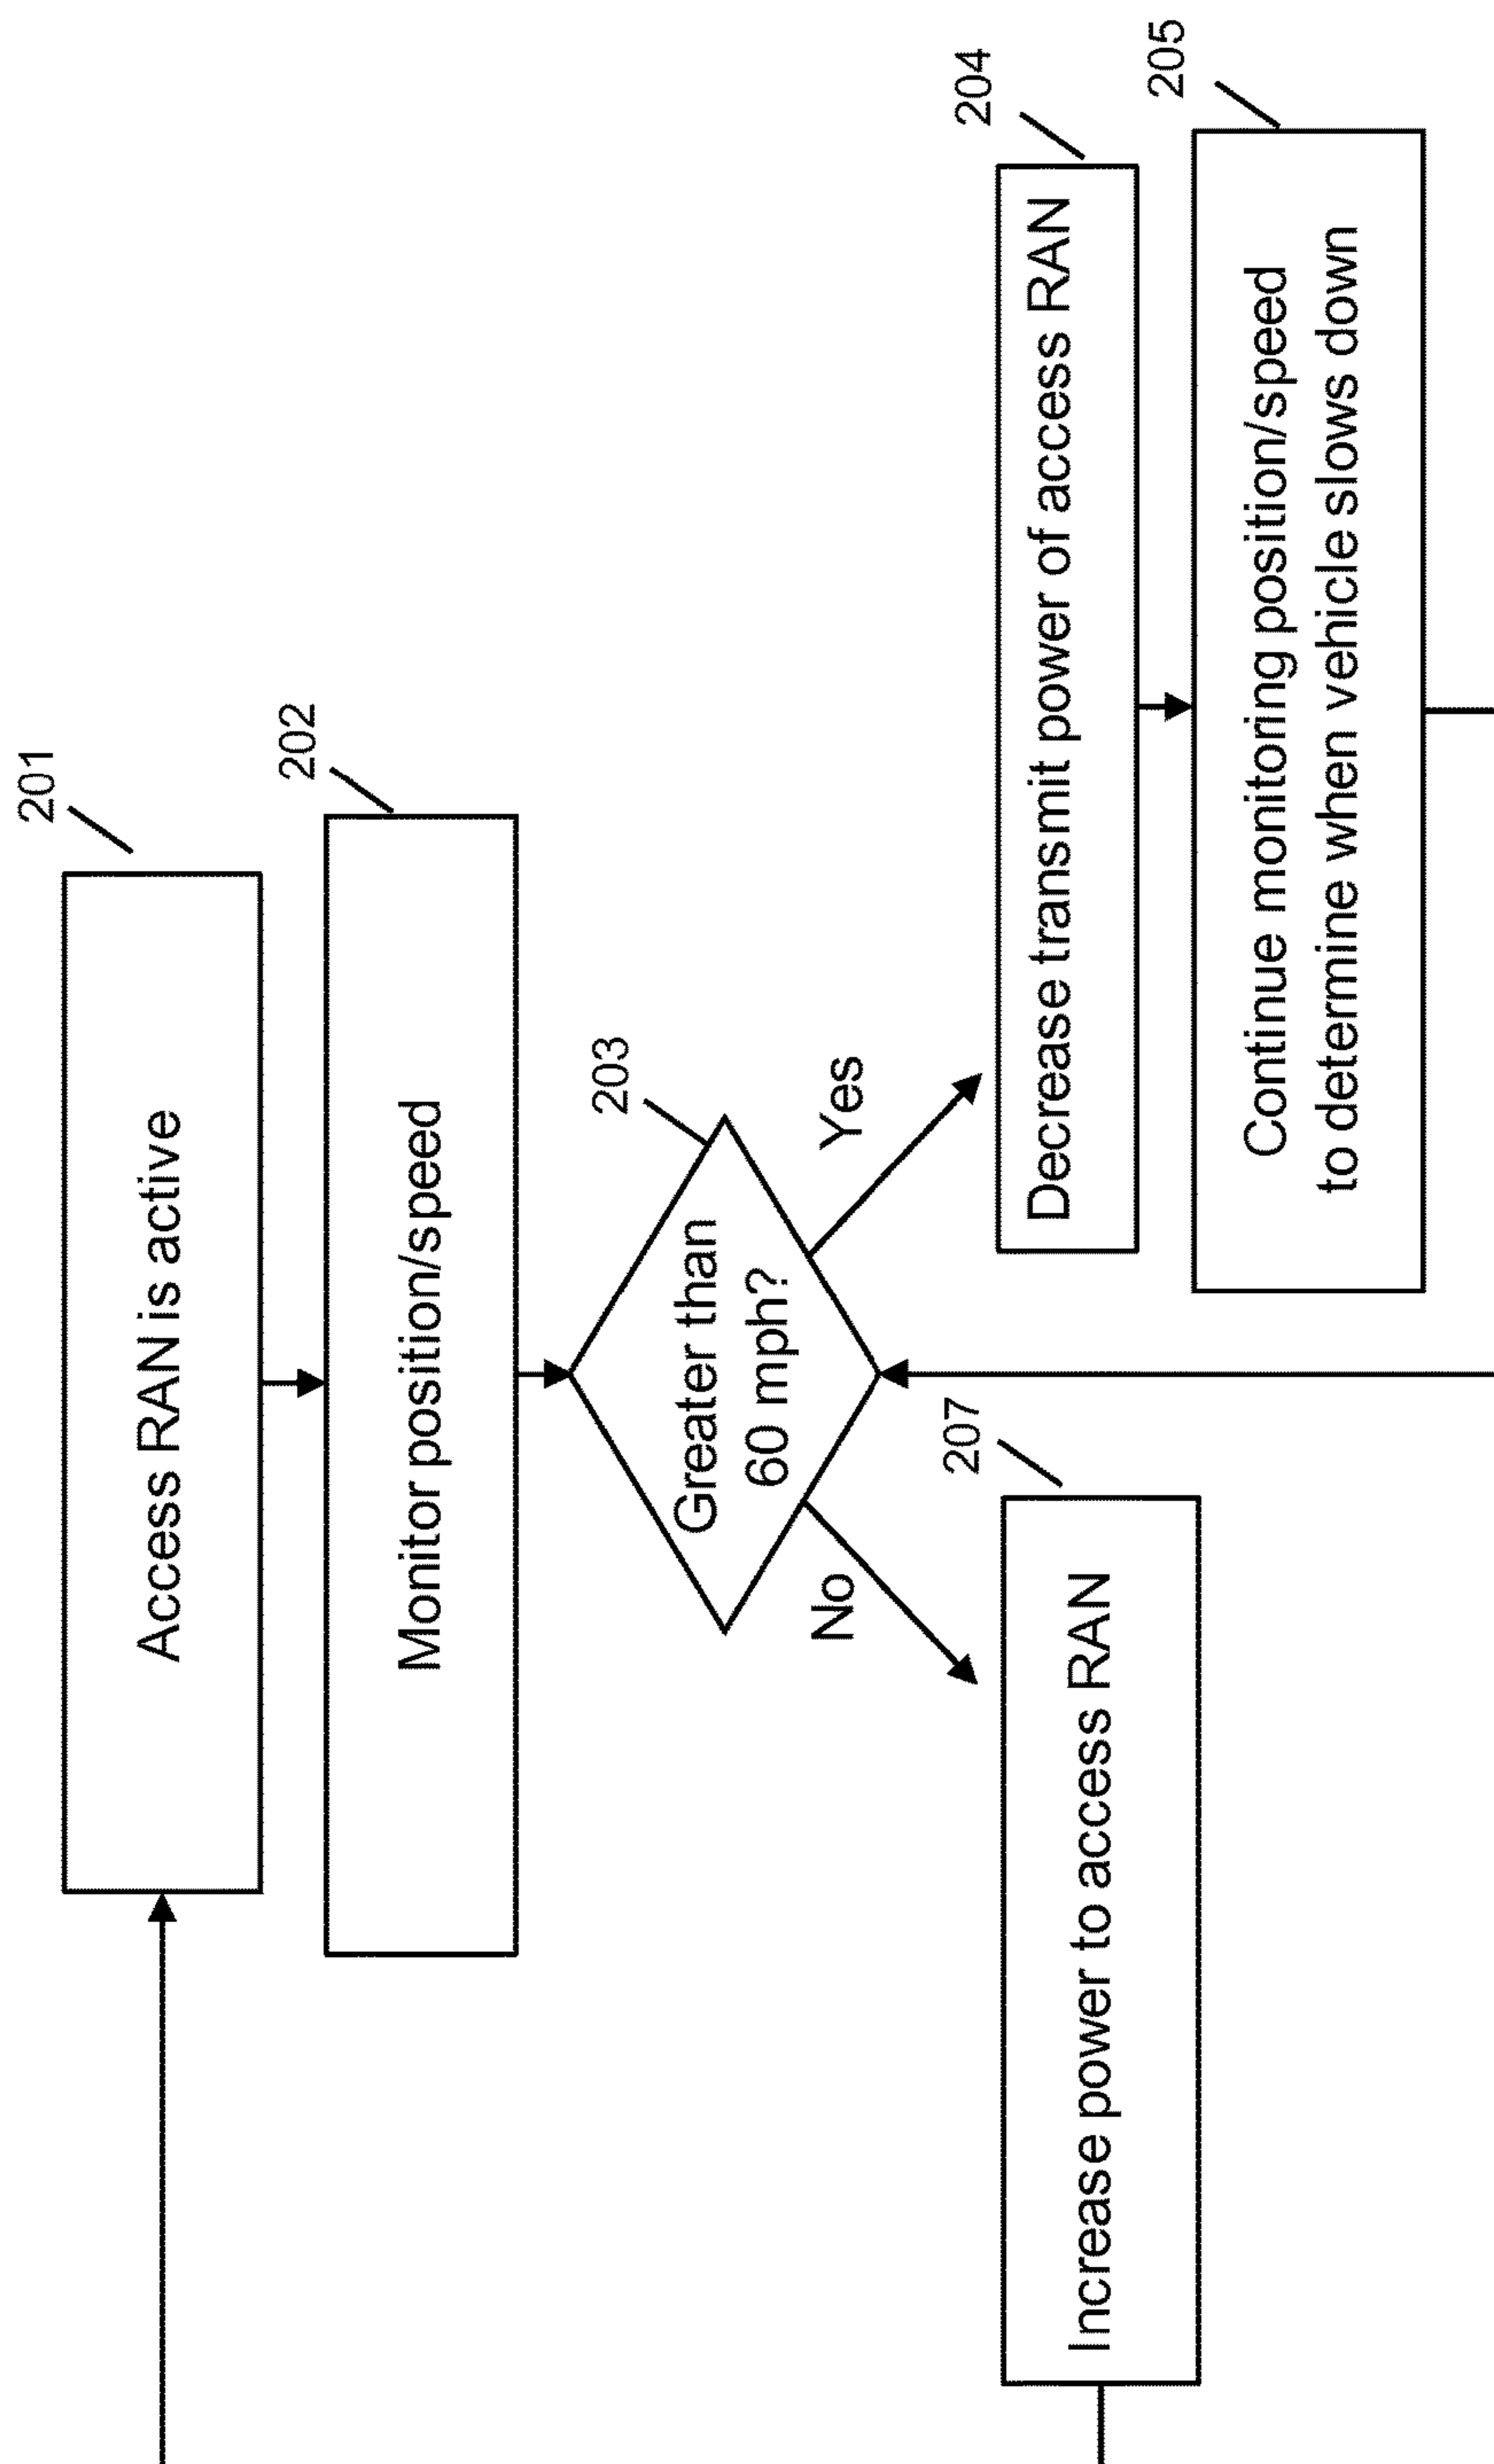 201
Access RAN is active
202
Monitor position/speed
203
Greater than
60 mph?
No
Yes
207
Increase power to access RAN
204
Decrease transmit power of access RAN
205
Continue monitoring position/speed
to determine when vehicle slows down